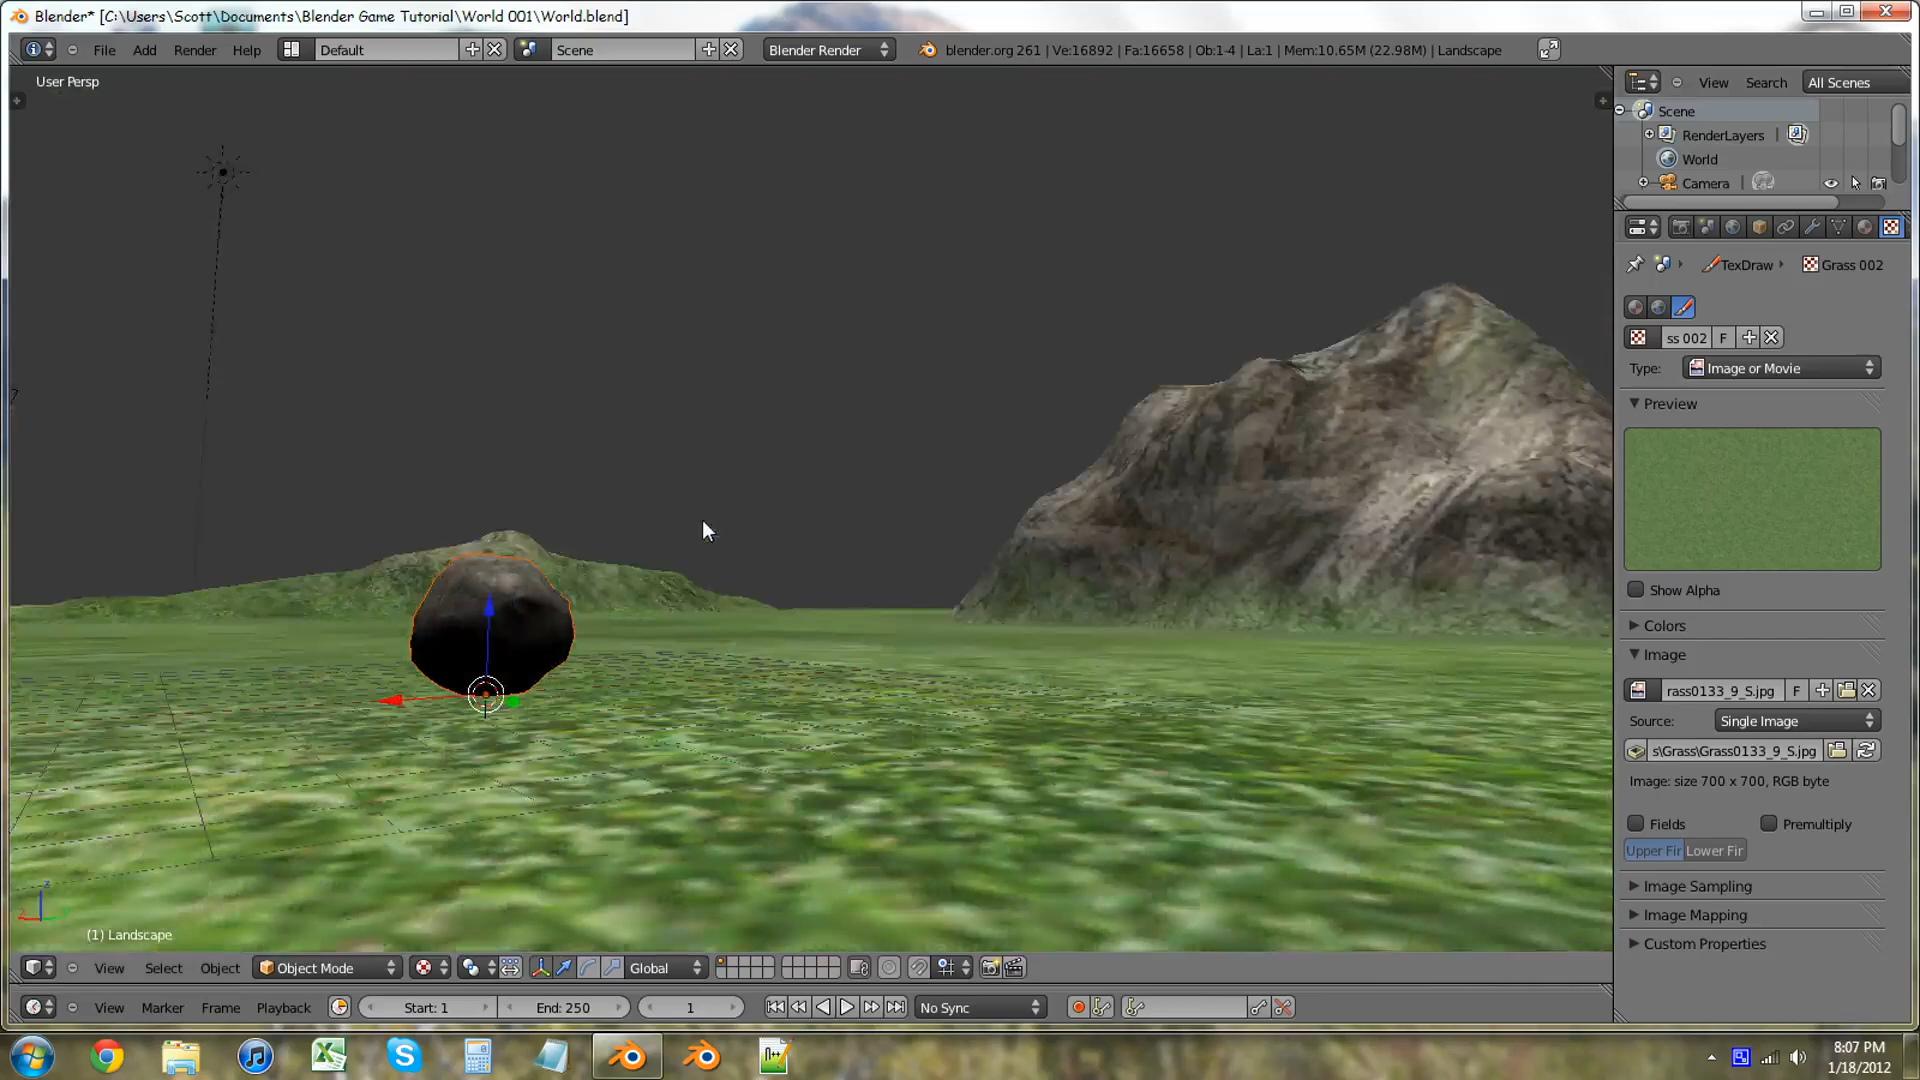 Blender* [C:\Users\Scott\Documents\Blender Game Tutorial\World 001\World.blend]
File Add Render Help Default Scene Blender Render blender.org 261 | Ve:16892 | Fa:16658 | Ob:1-4 | La:1 | Mem:10.65M (22.98M) | Landscape
User Persp
View Search All Scenes
Scene
RenderLayers
World
Camera
TexDraw Grass 002
ss 002 F
Type: Image or Movie
Preview
Show Alpha
Colors
Image
rass0133_9_S.jpg F
Source: Single Image
s\Grass\Grass0133_9_S.jpg
Image: size 700 x 700, RGB byte
Fields Premultiply
Upper Fir Lower Fir
Image Sampling
Image Mapping
Custom Properties
(1) Landscape
View Select Object Object Mode Global
View Marker Frame Playback Start: 1 End: 250 1 No Sync
8:07 PM
1/18/2012